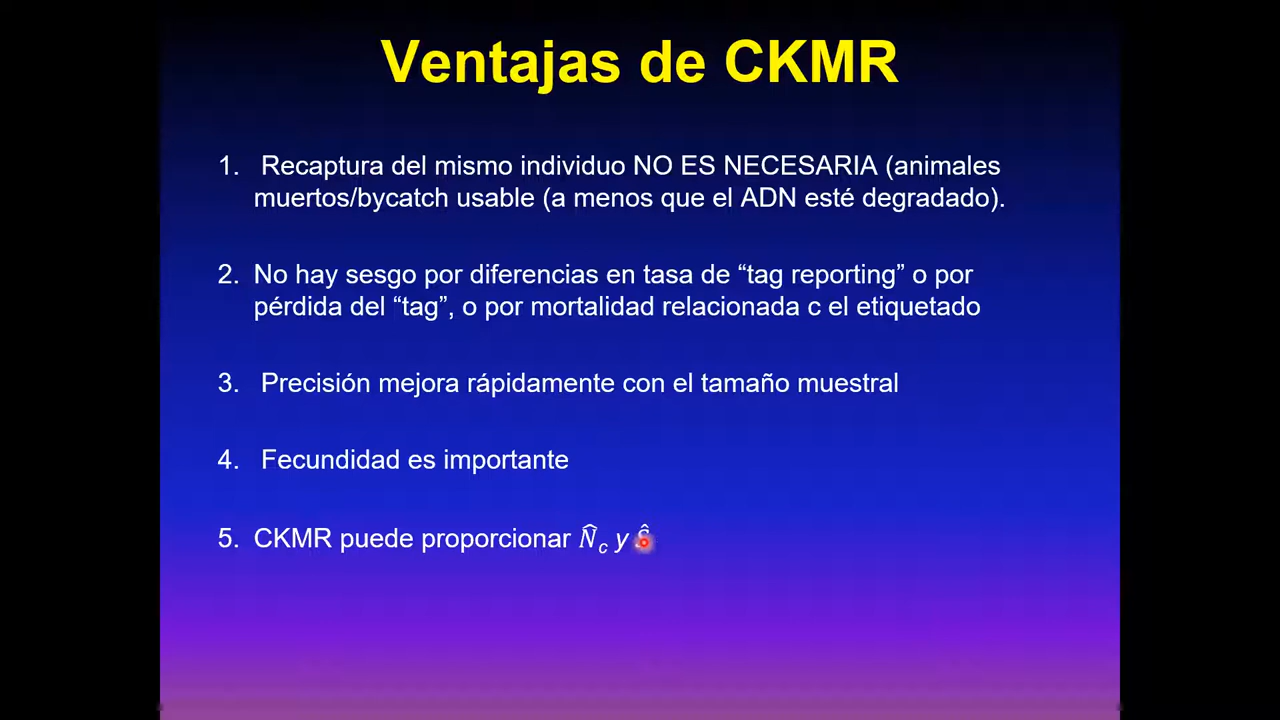 Ventajas de CKMR
1. Recaptura del mismo individuo NO ES NECESARIA (animales
muertos/bycatch usable (a menos que el ADN esté degradado).
2. No hay sesgo por diferencias en tasa de “tag reporting” o por
pérdida del “tag”, o por mortalidad relacionada c el etiquetado
3. Precisión mejora rápidamente con el tamaño muestral
4. Fecundidad es importante
5. CKMR puede proporcionar N̂c y Ŝ